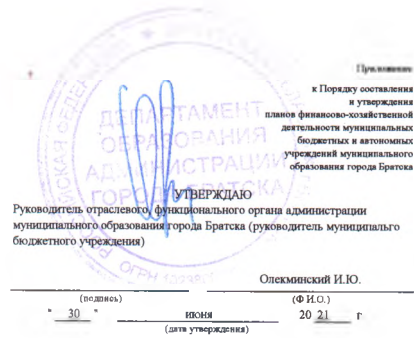 Приложение
к Порядку составления
и утверждения
планов финансово-хозяйственной
деятельности муниципальных
бюджетных и автономных
учреждений муниципального
образования города Братска
ДЕПАРТАМЕНТ
ОБРАЗОВАНИЯ
АДМИНИСТРАЦИИ
ГОРОДА БРАТСКА
УТВЕРЖДАЮ
Руководитель отраслевого, функционального органа администрации
муниципального образования города Братска (руководитель муниципальго
бюджетного учреждения)
ОГРН
Олекминский И.Ю.
(подпись) (Ф И.О.)
" 30 " июня 20 21 г
(дата утверждения)